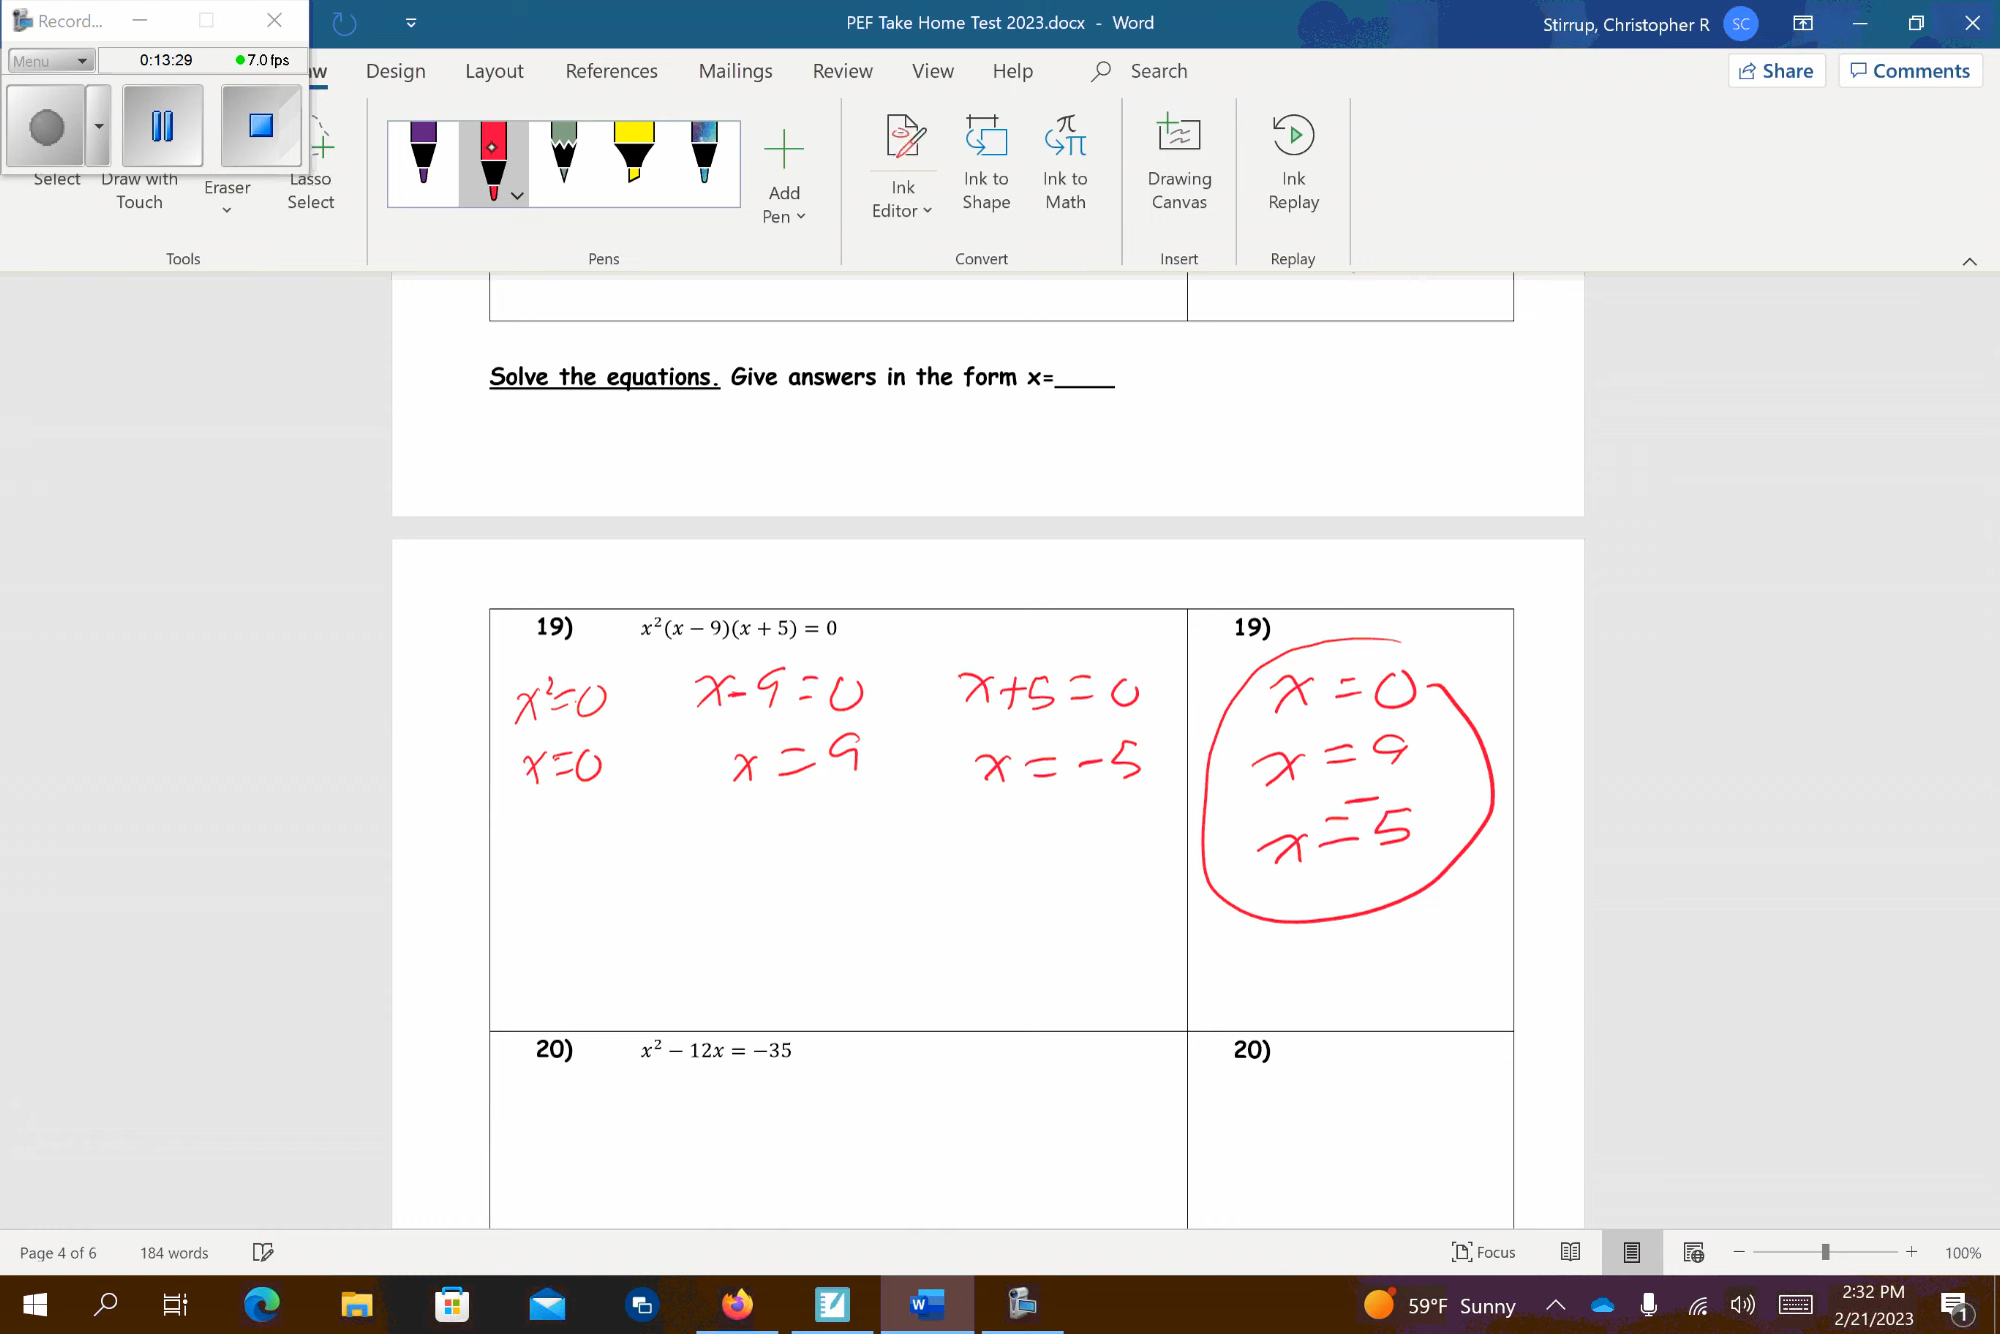 Record...
PEF Take Home Test 2023.docx - Word
Stirrup, Christopher R
SC
Menu
0:13:29
7.0 fps
aw
Design
Layout
References
Mailings
Review
View
Help
Search
Share
Comments
Select
Draw with Touch
Eraser
Lasso Select
Add Pen
Ink Editor
Ink to Shape
Ink to Math
Drawing Canvas
Ink Replay
Tools
Pens
Convert
Insert
Replay
Solve the equations. Give answers in the form x=_____
19) x²(x − 9)(x + 5) = 0
19)
x²=0 x-9=0 x+5=0
x=0 x=9 x=-5
x=0
x=9
x=-5
20) x² − 12x = −35
20)
Page 4 of 6
184 words
Focus
100%
59°F Sunny
2:32 PM
2/21/2023
1